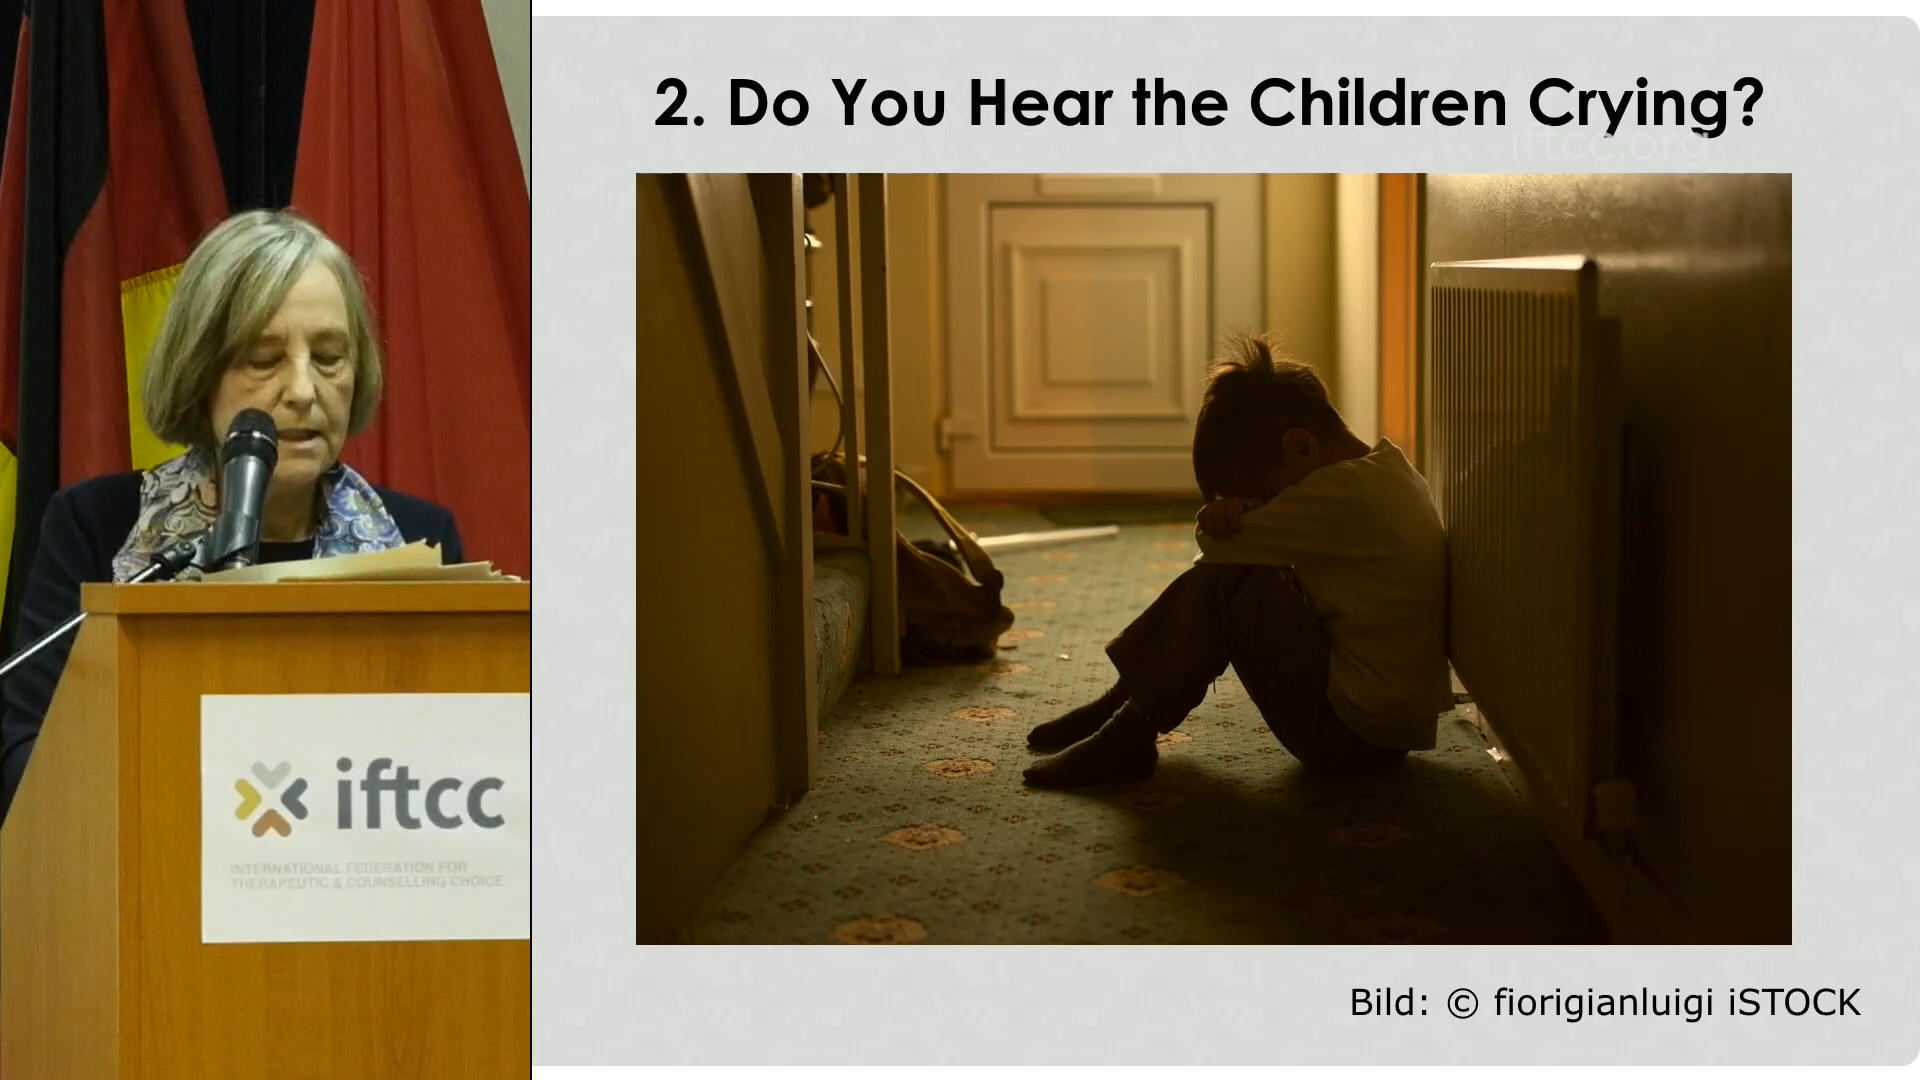 2. Do You Hear the Children Crying?
iftcc.org
Bild: © fiorigianluigi iSTOCK
iftcc
INTERNATIONAL FEDERATION FOR
THERAPEUTIC & COUNSELLING CHOICE